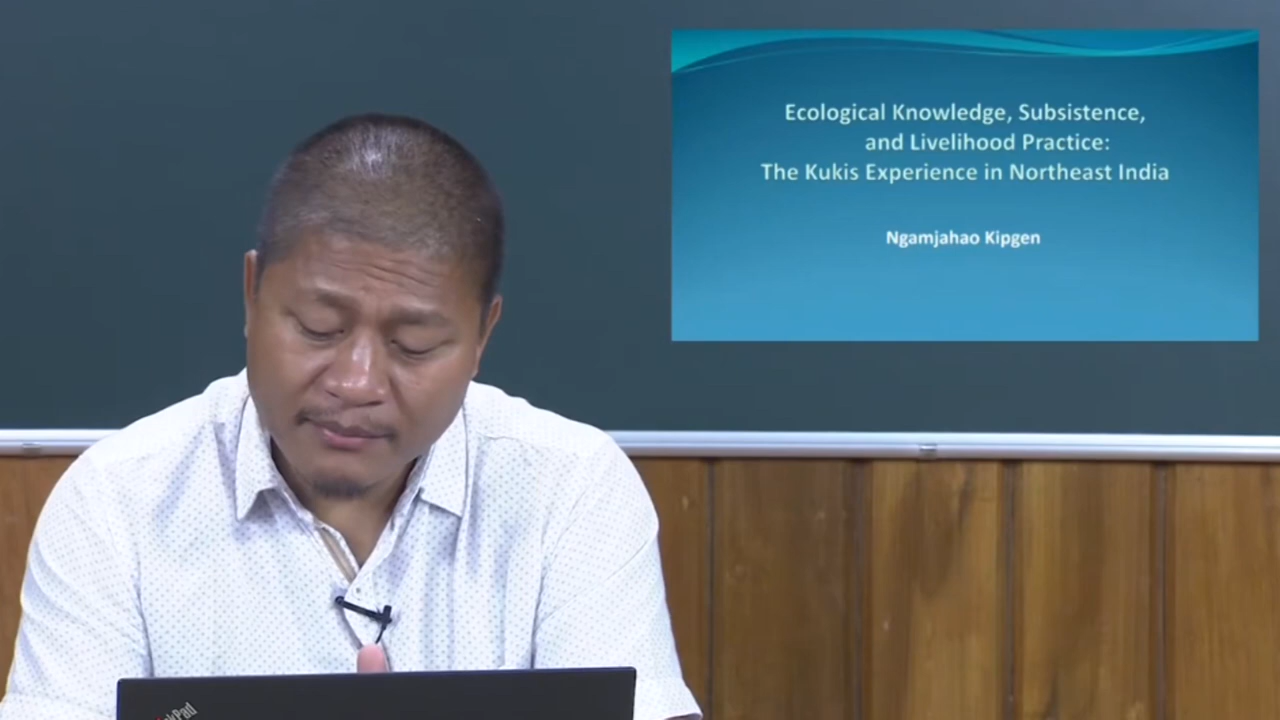 Ecological Knowledge, Subsistence,
and Livelihood Practice:
The Kukis Experience in Northeast India
Ngamjahao Kipgen